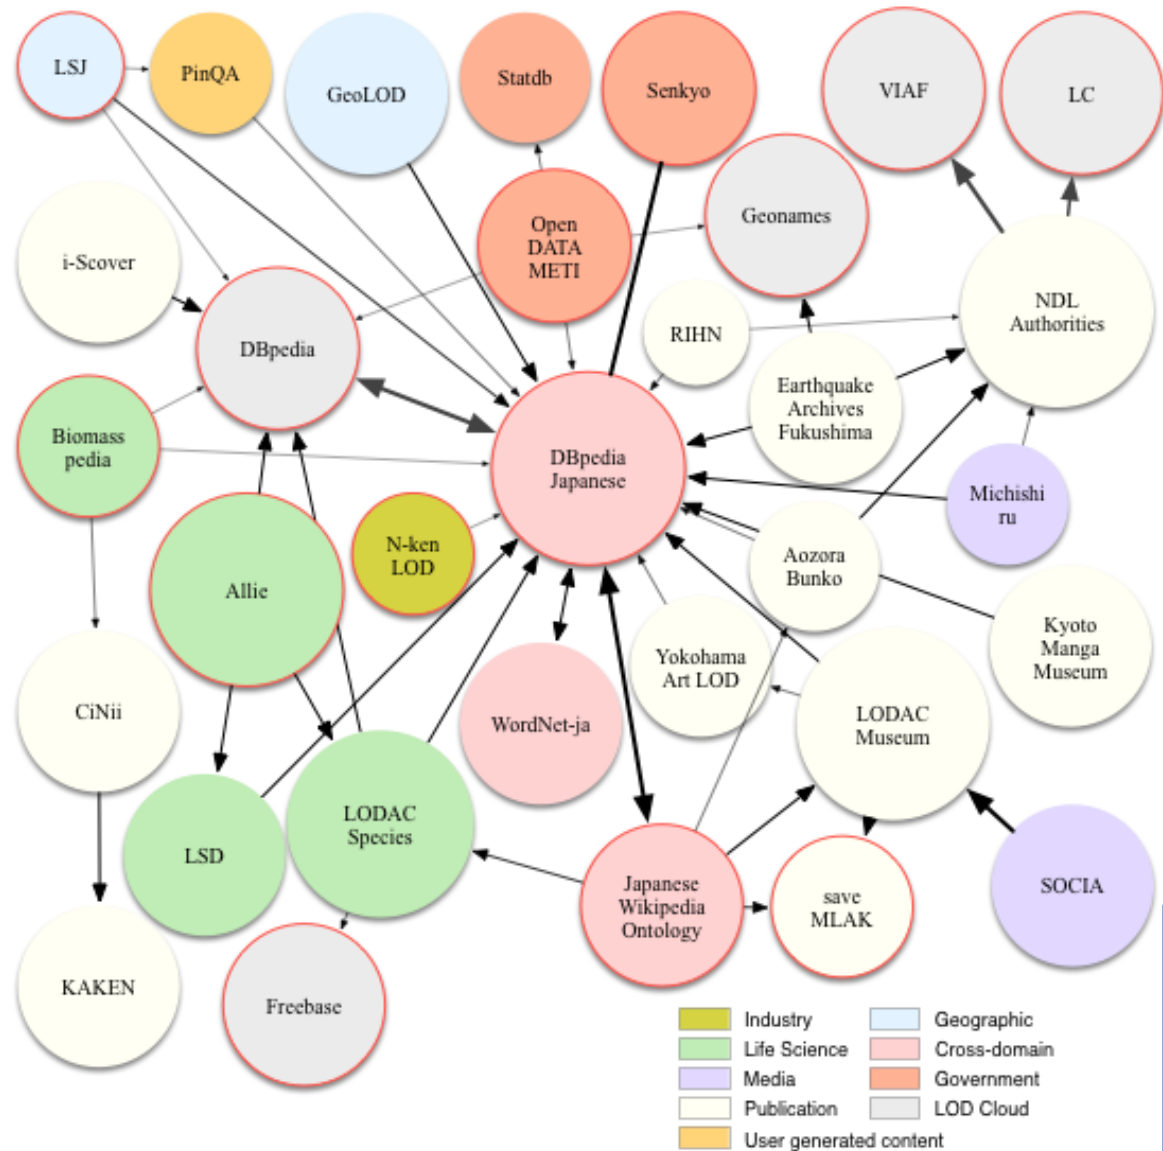 LSJ
PinQA
GeoLOD
Statdb
Senkyo
VIAF
LC
i-Scover
Open
DATA
METI
Geonames
NDL
Authorities
DBpedia
RIHN
Earthquake
Archives
Fukushima
Biomass
pedia
DBpedia
Japanese
Michishi
ru
N-ken
LOD
Aozora
Bunko
Allie
Kyoto
Manga
Museum
Yokohama
Art LOD
CiNii
WordNet-ja
LODAC
Museum
LODAC
Species
LSD
Japanese
Wikipedia
Ontology
save
MLAK
SOCIA
KAKEN
Freebase
Industry
Geographic
Life Science
Cross-domain
Media
Government
Publication
LOD Cloud
User generated content